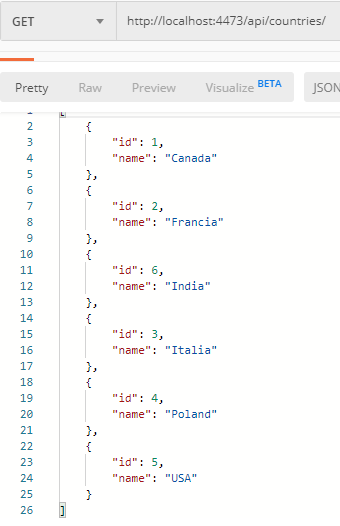 GET http://localhost:4473/api/countries/
Pretty Raw Preview Visualize BETA JSON
1 [
2 {
3 "id": 1,
4 "name": "Canada"
5 },
6 {
7 "id": 2,
8 "name": "Francia"
9 },
10 {
11 "id": 6,
12 "name": "India"
13 },
14 {
15 "id": 3,
16 "name": "Italia"
17 },
18 {
19 "id": 4,
20 "name": "Poland"
21 },
22 {
23 "id": 5,
24 "name": "USA"
25 }
26 ]